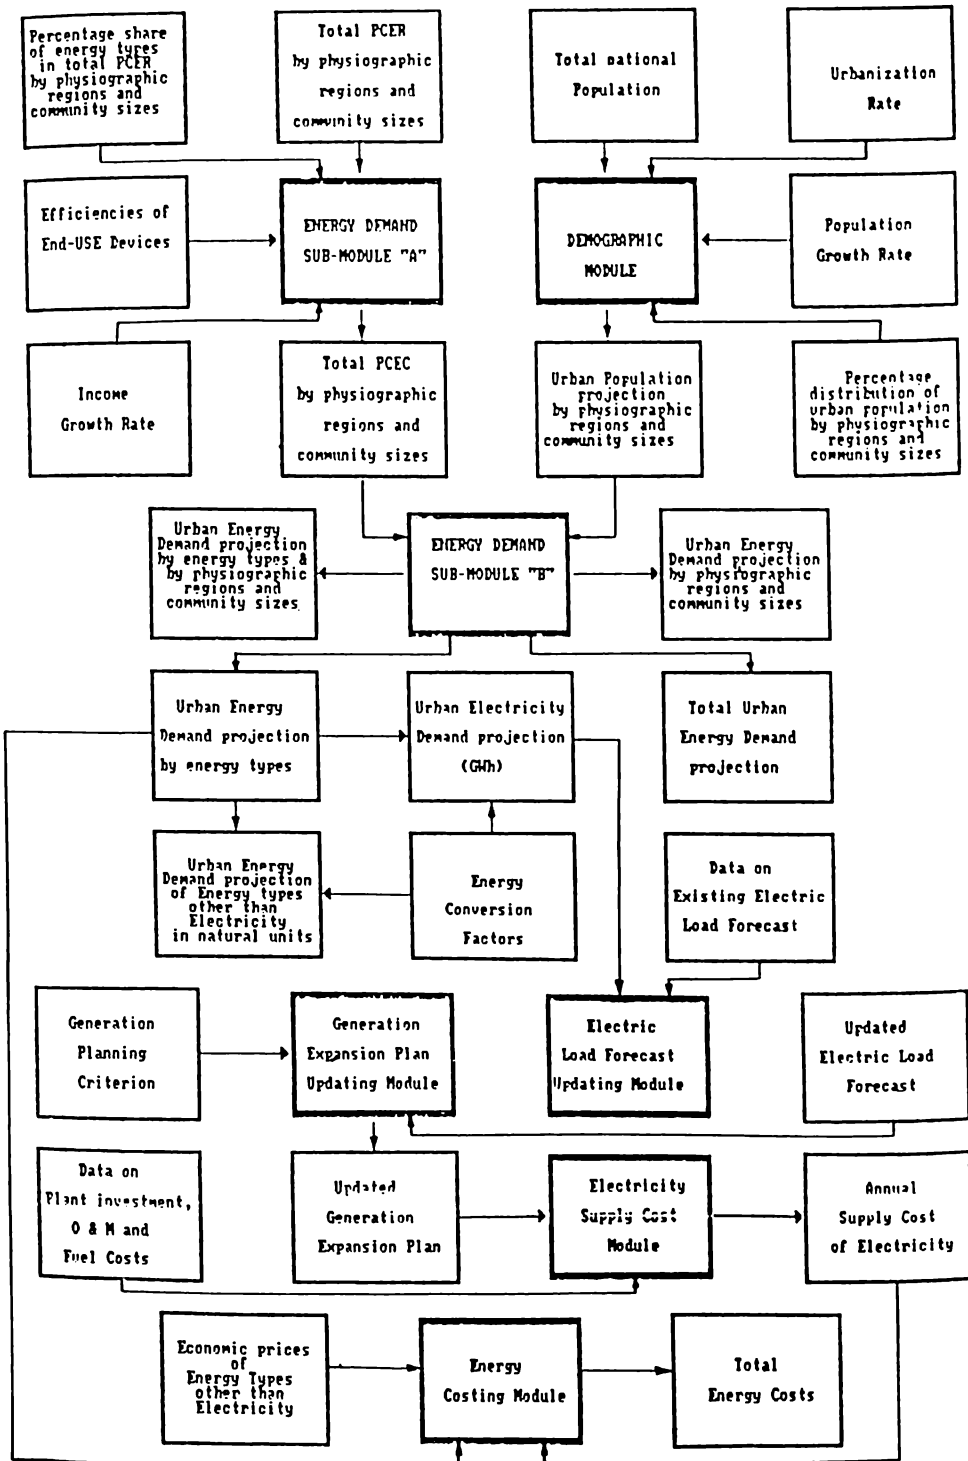 Percentage share
of energy types
in total PCER
by physiographic
regions and
community sizes
Total PCER
by physiographic
regions and
community sizes
Total national
Population
Urbanization
Rate
Efficiencies of
End-USE Devices
ENERGY DEMAND
SUB-MODULE "A"
DEMOGRAPHIC
MODULE
Population
Growth Rate
Income
Growth Rate
Total PCEC
by physiographic
regions and
community sizes
Urban Population
projection
by physiographic
regions and
community sizes
Percentage
distribution of
urban population
by physiographic
regions and
community sizes
Urban Energy
Demand projection
by energy types &
by physiographic
regions and
community sizes
ENERGY DEMAND
SUB-MODULE "B"
Urban Energy
Demand projection
by physiographic
regions and
community sizes
Urban Energy
Demand projection
by energy types
Urban Electricity
Demand projection
(GWh)
Total Urban
Energy Demand
projection
Urban Energy
Demand projection
of Energy types
other than
Electricity
in natural units
Energy
Conversion
Factors
Data on
Existing Electric
Load Forecast
Generation
Planning
Criterion
Generation
Expansion Plan
Updating Module
Electric
Load Forecast
Updating Module
Updated
Electric Load
Forecast
Data on
Plant investment,
O & M and
Fuel Costs
Updated
Generation
Expansion Plan
Electricity
Supply Cost
Module
Annual
Supply Cost
of Electricity
Economic prices
of
Energy Types
other than
Electricity
Energy
Costing Module
Total
Energy Costs